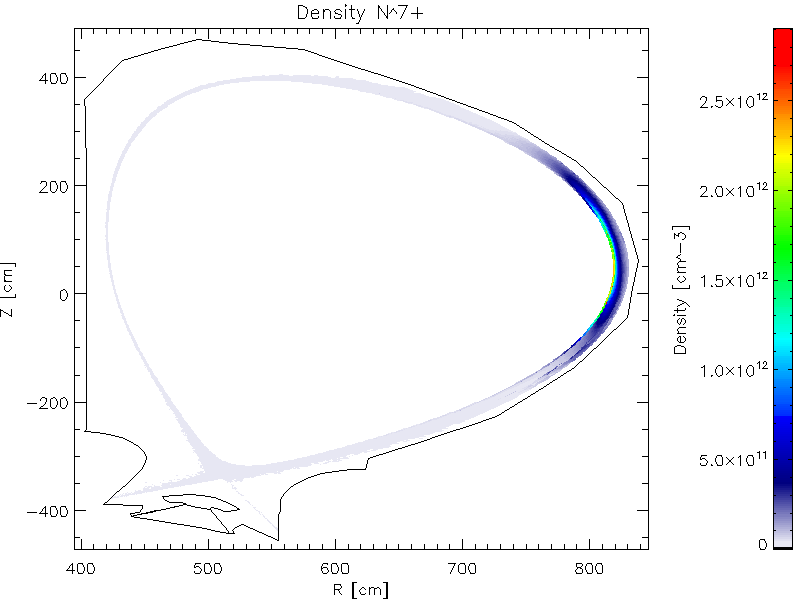 Density N^7+
400
200
0
−200
−400
Z [cm]
400 500 600 700 800
R [cm]
2.5×10¹²
2.0×10¹²
1.5×10¹²
1.0×10¹²
5.0×10¹¹
0
Density [cm^−3]